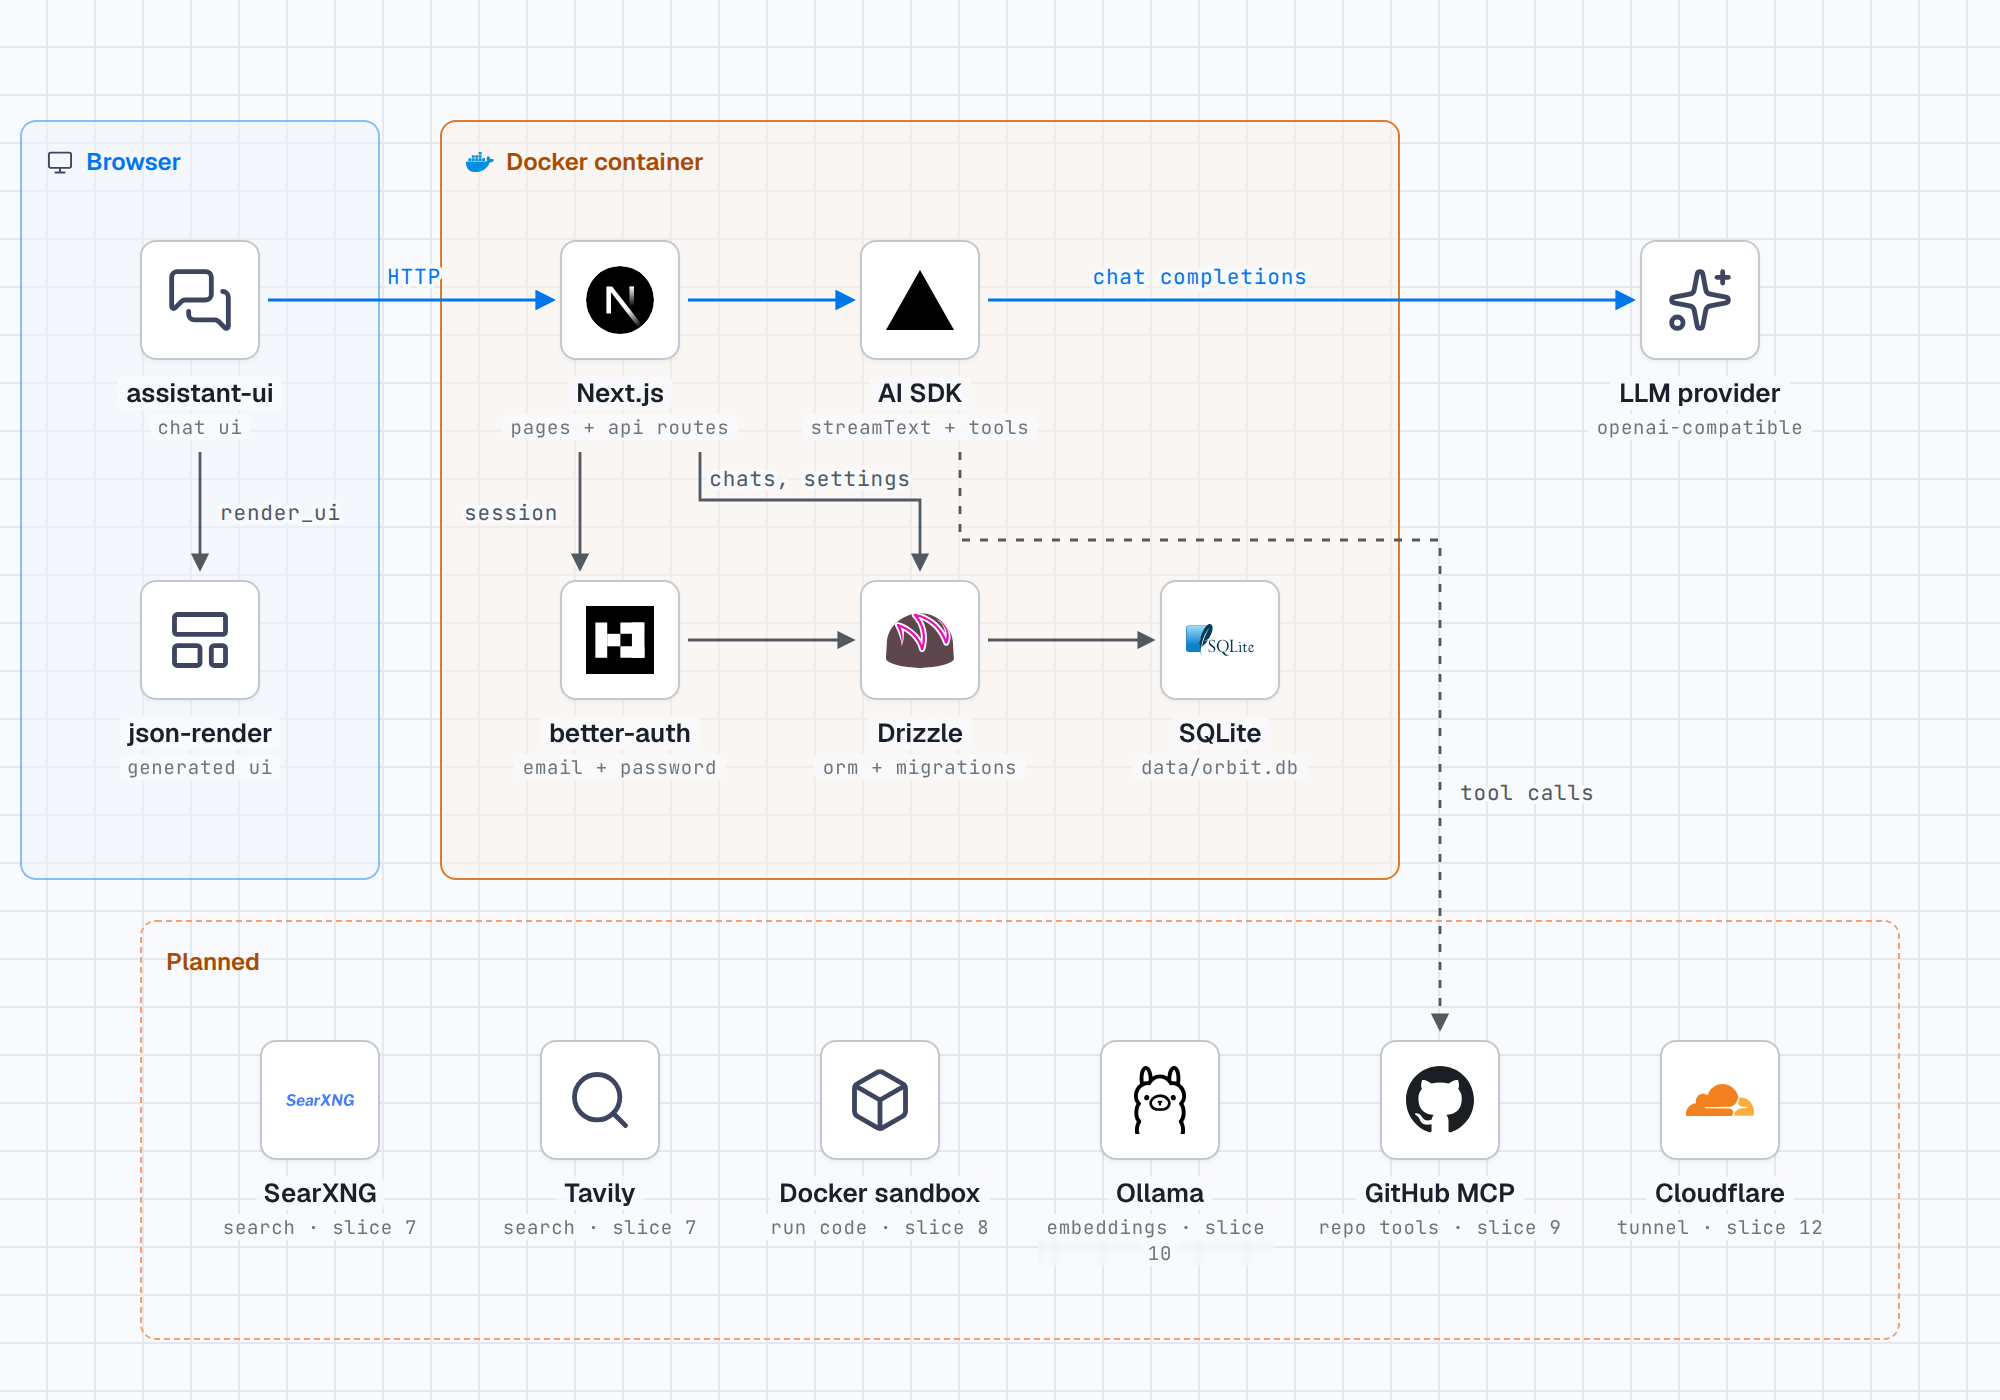 Browser
Docker container
HTTP
chat completions
assistant-ui
chat ui
Next.js
pages + api routes
AI SDK
streamText + tools
LLM provider
openai-compatible
chats, settings
render_ui
session
SQLite
json-render
generated ui
better-auth
email + password
Drizzle
orm + migrations
SQLite
data/orbit.db
tool calls
Planned
SearXNG
SearXNG
search · slice 7
Tavily
search · slice 7
Docker sandbox
run code · slice 8
Ollama
embeddings · slice
10
GitHub MCP
repo tools · slice 9
Cloudflare
tunnel · slice 12